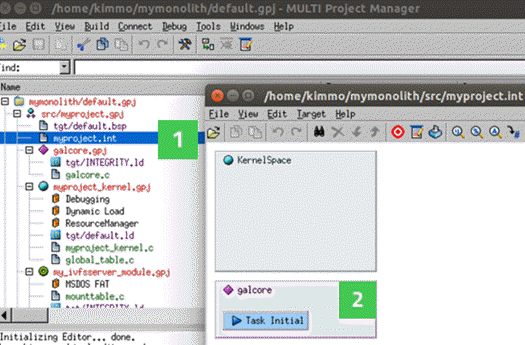 /home/kimmo/mymonolith/default.gpj - MULTI Project Manager
File Edit View Build Connect Debug Tools Windows Help
ind:
Name
mymonolith/default.gpj
src/myproject.gpj
tgt/default.bsp
myproject.int
galcore.gpj
tgt/INTEGRITY.ld
galcore.c
myproject_kernel.gpj
Debugging
Dynamic Load
ResourceManager
tgt/default.ld
myproject_kernel.c
global_table.c
my_ivfsserver_module.gpj
MSDOS FAT
mounttable.c
tgt/INTEGRITY.ld
Initializing Editor... done.
1
/home/kimmo/mymonolith/src/myproject.int
File View Edit Target Help
KernelSpace
galcore
2
Task Initial